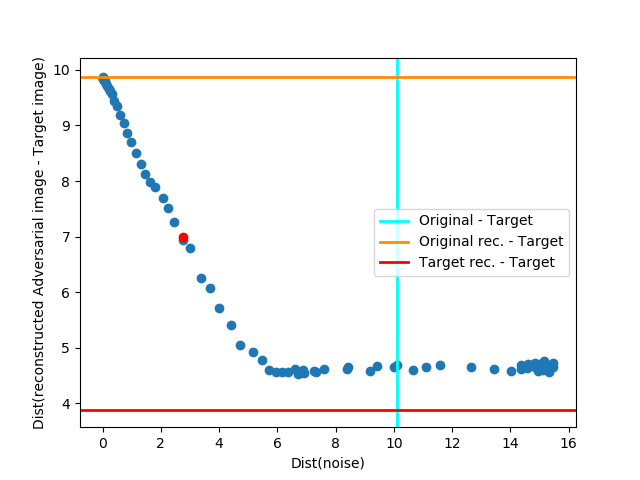 10
9
8
7
6
5
4
Dist(reconstructed Adversarial image - Target image)
Original - Target
Original rec. - Target
Target rec. - Target
0 2 4 6 8 10 12 14 16
Dist(noise)